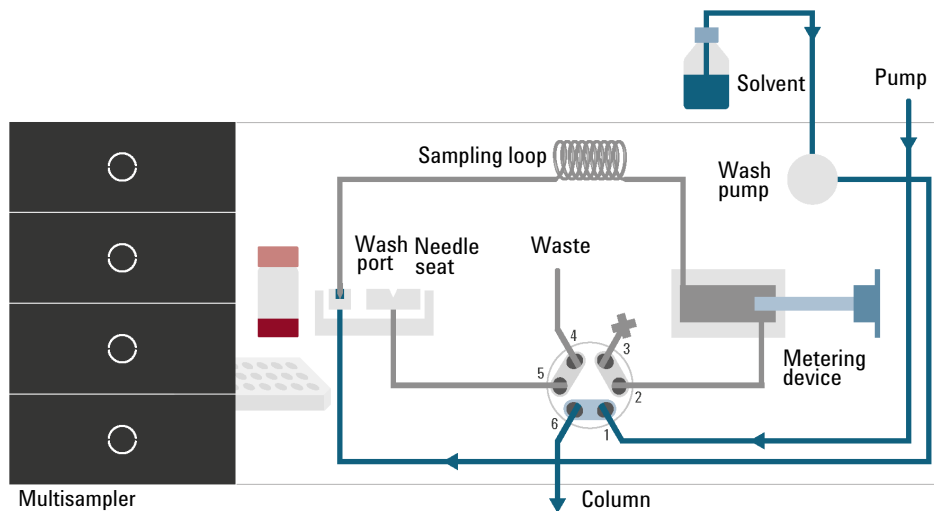 Solvent
Pump
Sampling loop
Wash
pump
Wash
port
Needle
seat
Waste
4
3
5
2
6
1
Metering
device
Multisampler
Column